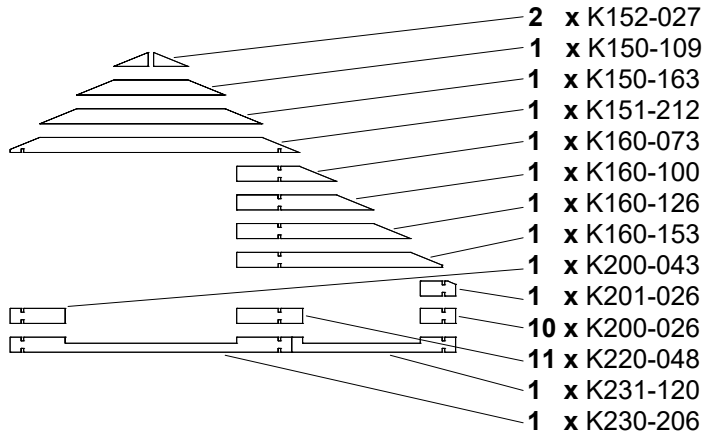 2 x K152-027
1 x K150-109
1 x K150-163
1 x K151-212
1 x K160-073
1 x K160-100
1 x K160-126
1 x K160-153
1 x K200-043
1 x K201-026
10 x K200-026
11 x K220-048
1 x K231-120
1 x K230-206